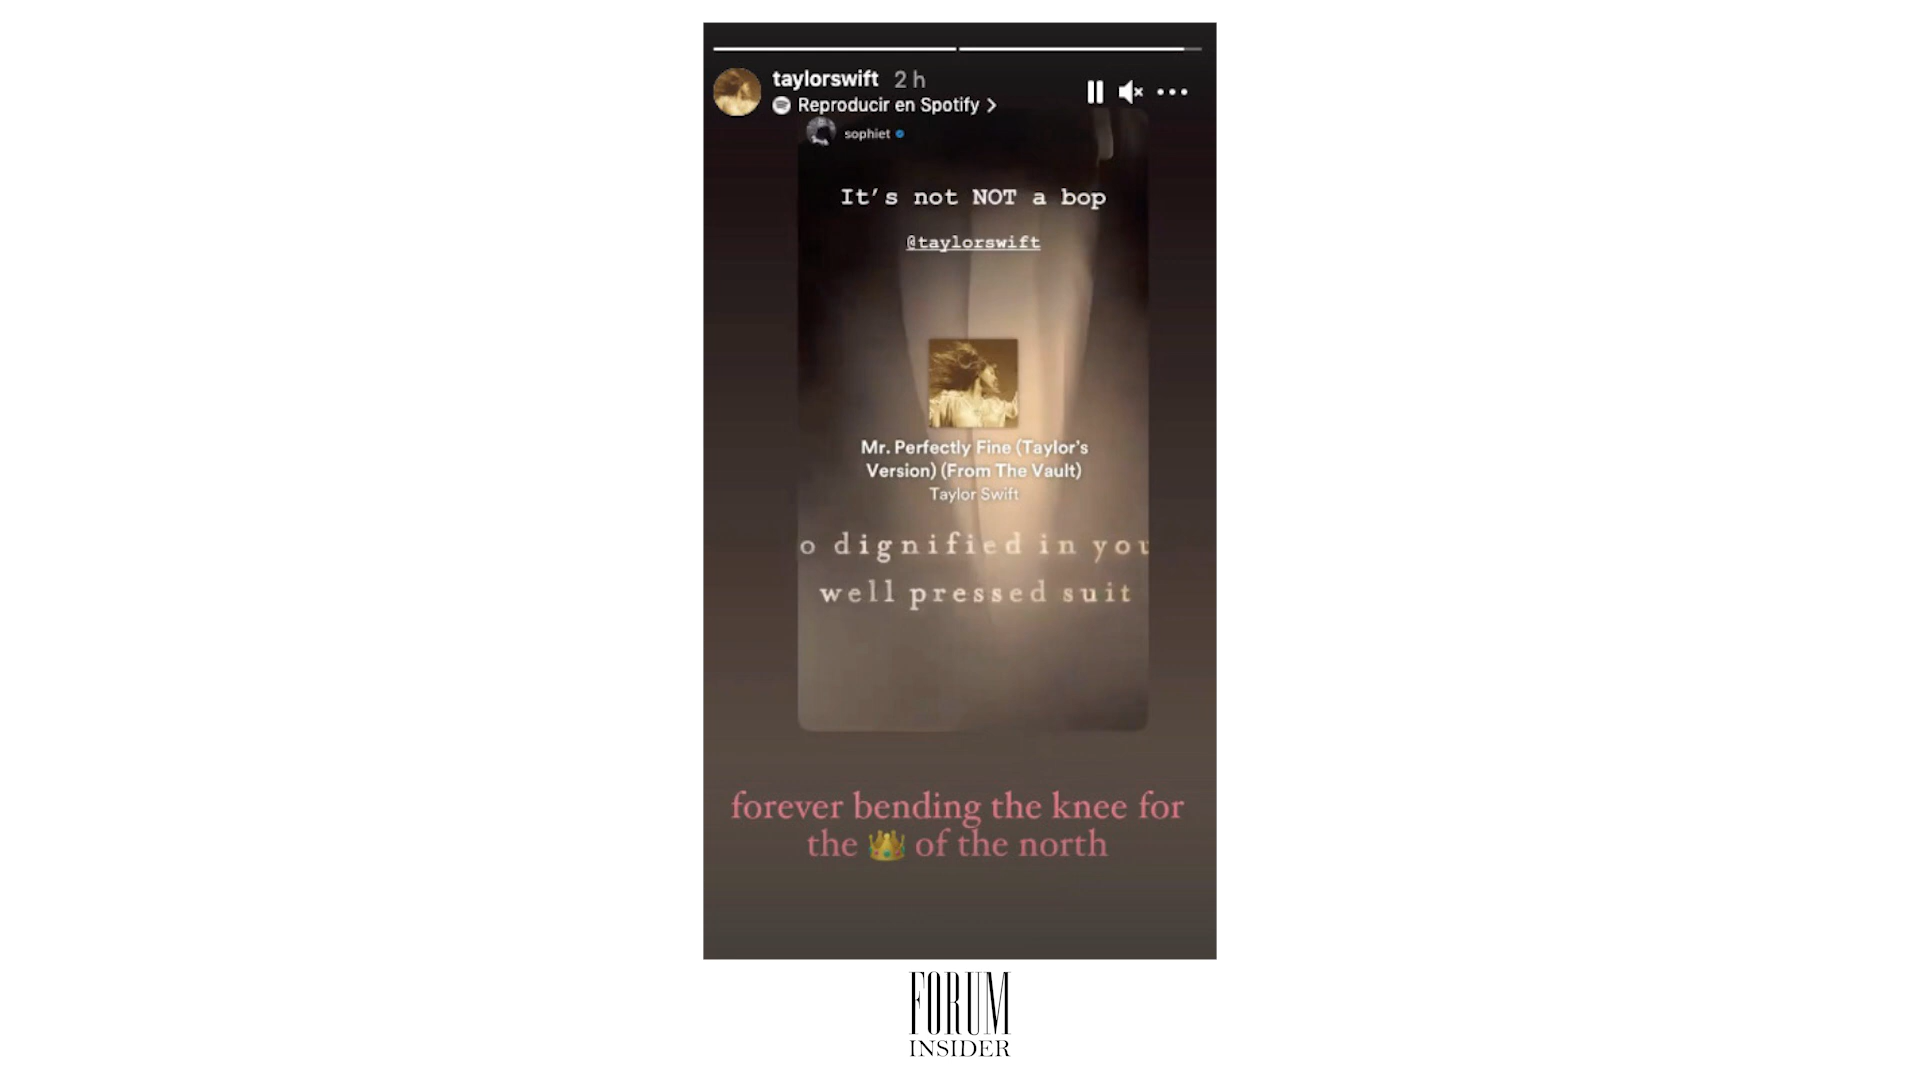 taylorswift 2 h
Reproducir en Spotify
sophiet
It's not NOT a bop
@taylorswift
Mr. Perfectly Fine (Taylor's
Version) (From The Vault)
Taylor Swift
o dignified in you
well pressed suit
forever bending the knee for
the 👑 of the north
FORUM
INSIDER